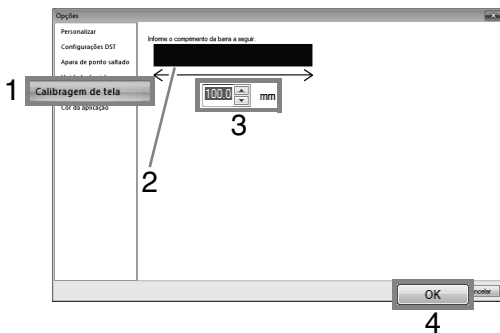 Opções
Personalizar
Configurações DST
Apara de ponto saltado
Calibragem de tela
Cor da aplicação
Informe o comprimento da barra a seguir.
100.0 mm
OK
1
2
3
4